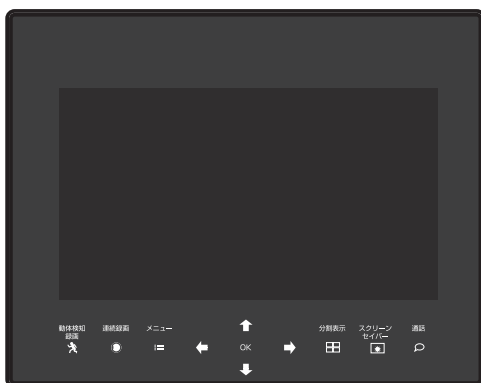 動体検知
録画
連続録画
メニュー
OK
分割表示
スクリーン
セイバー
通話